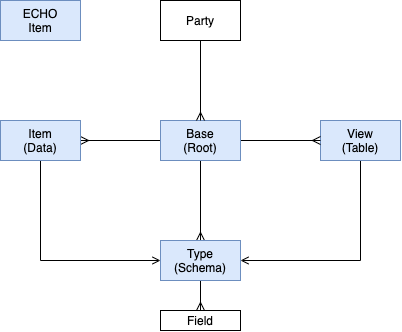 ECHO
Item
Party
Item
(Data)
Base
(Root)
View
(Table)
Type
(Schema)
Field